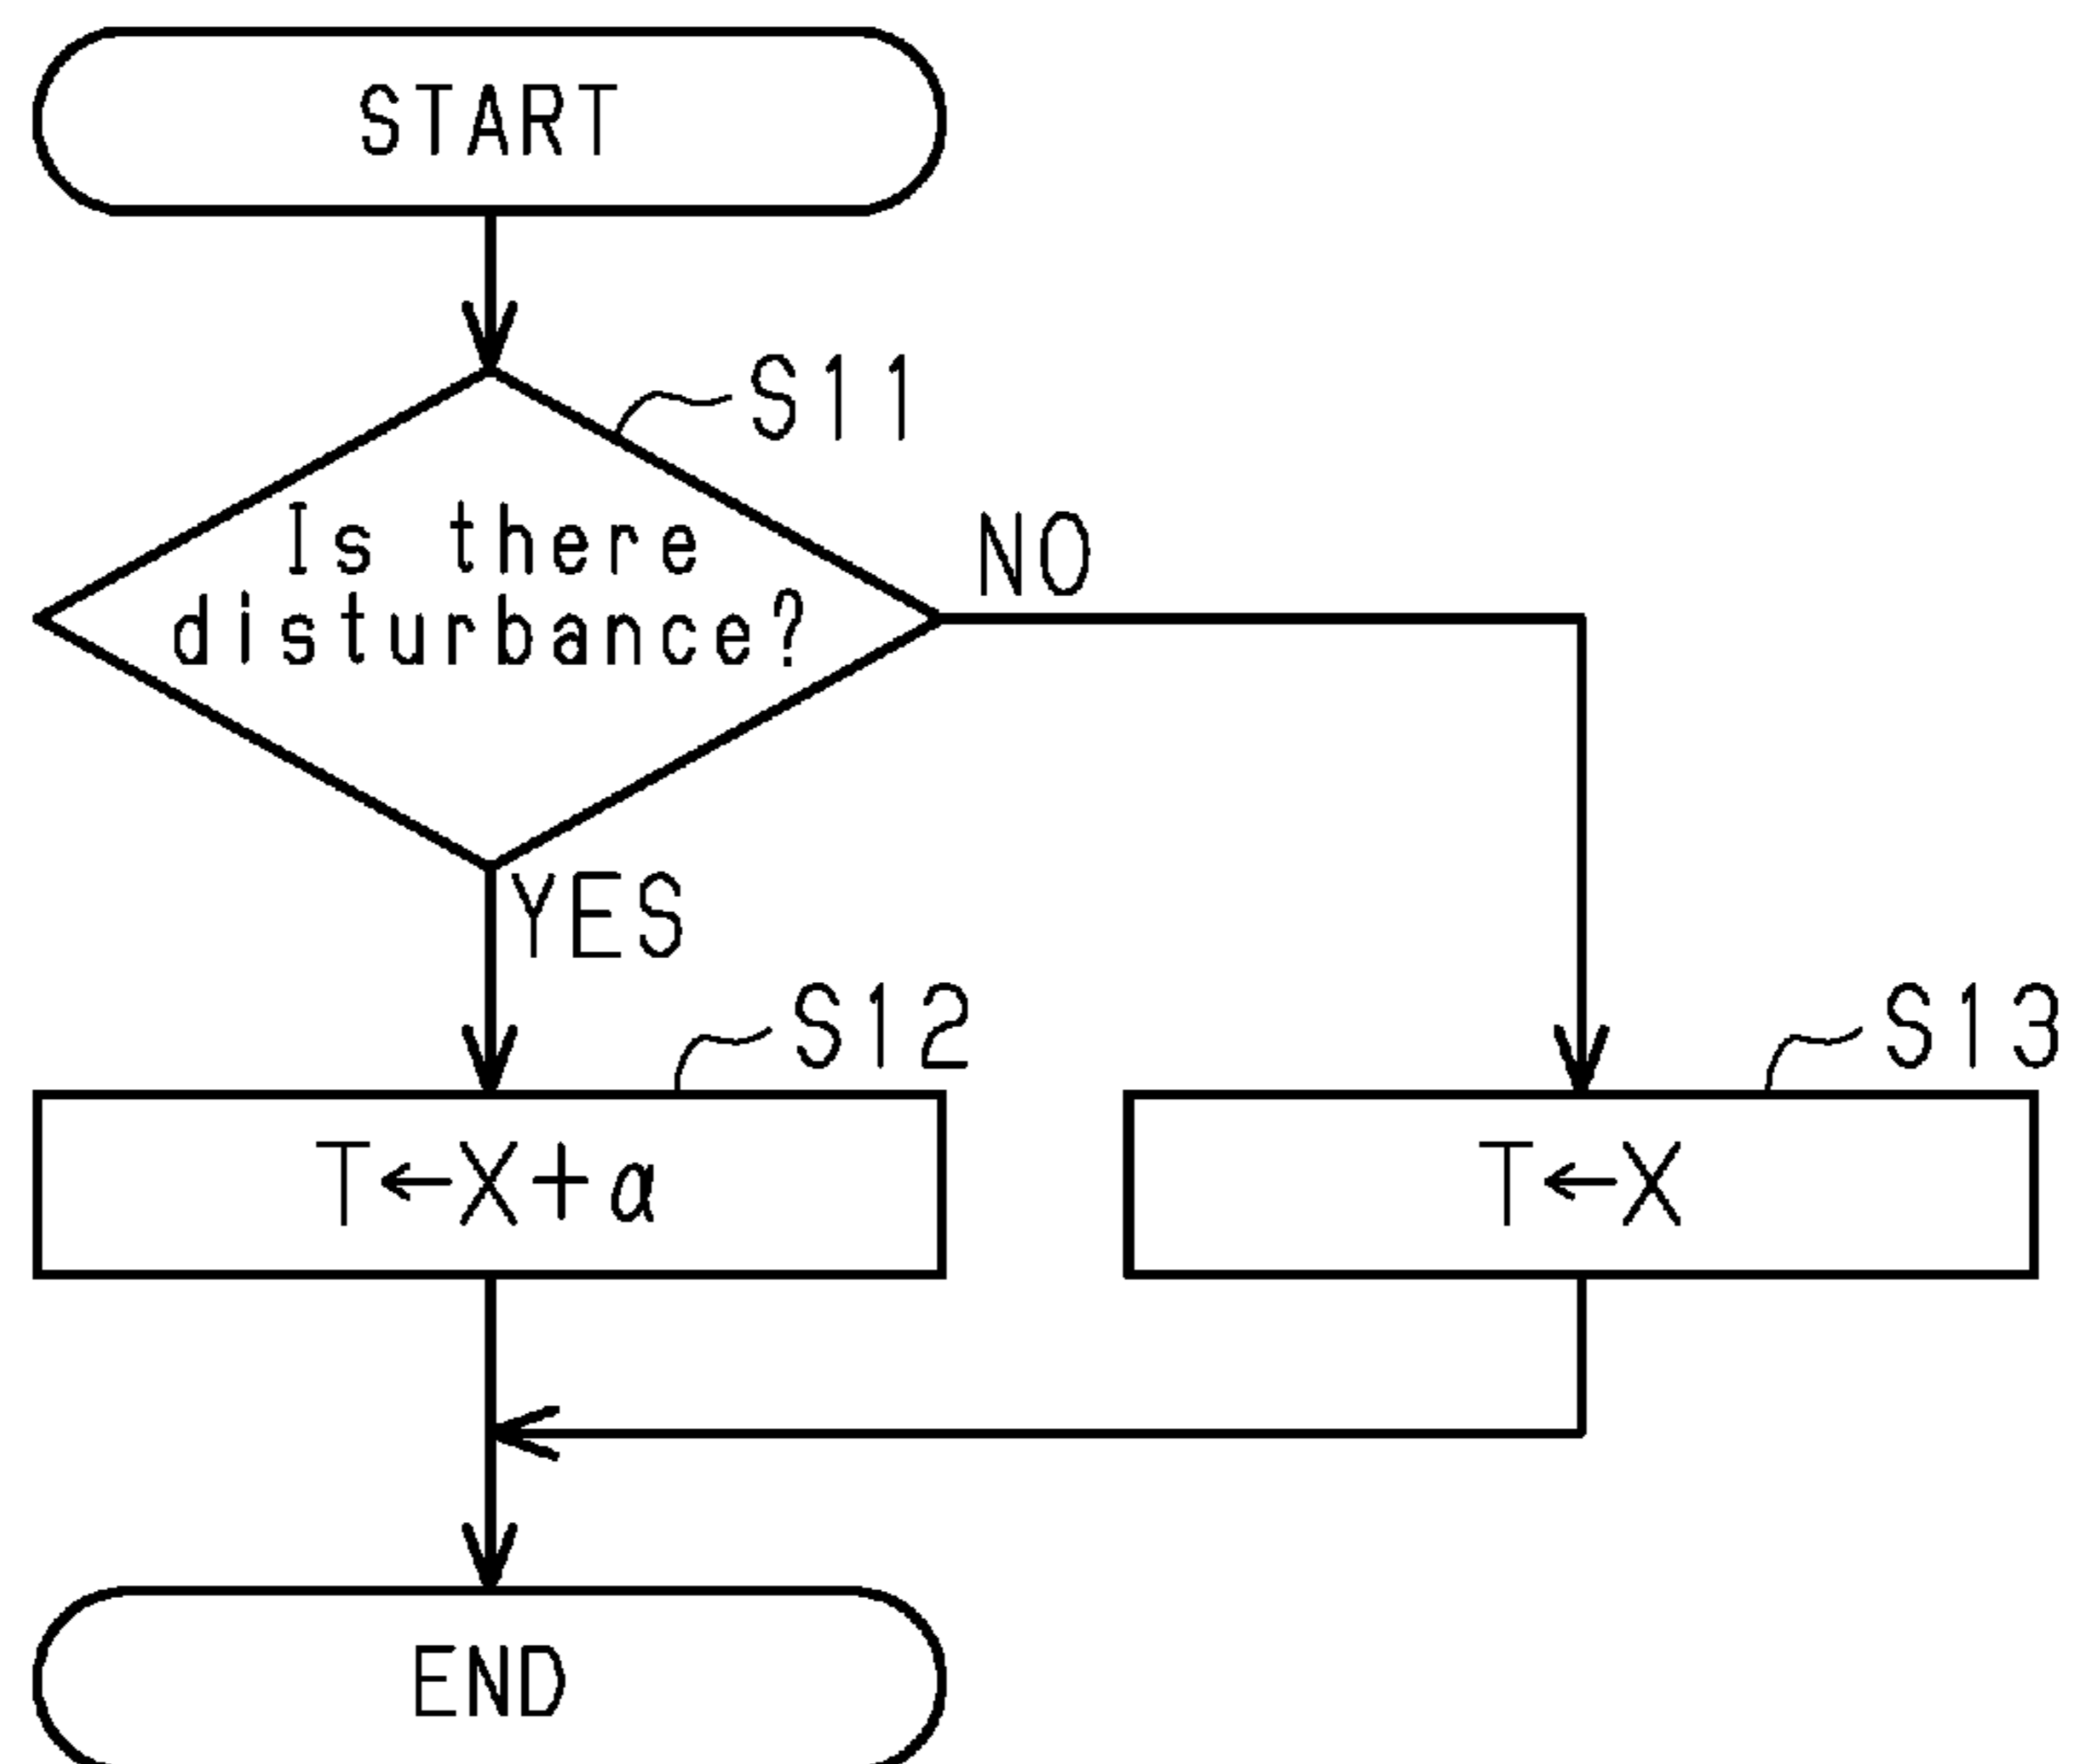 START
S11
Is there
disturbance?
NO
YES
S12
S13
T←X+α
T←X
END